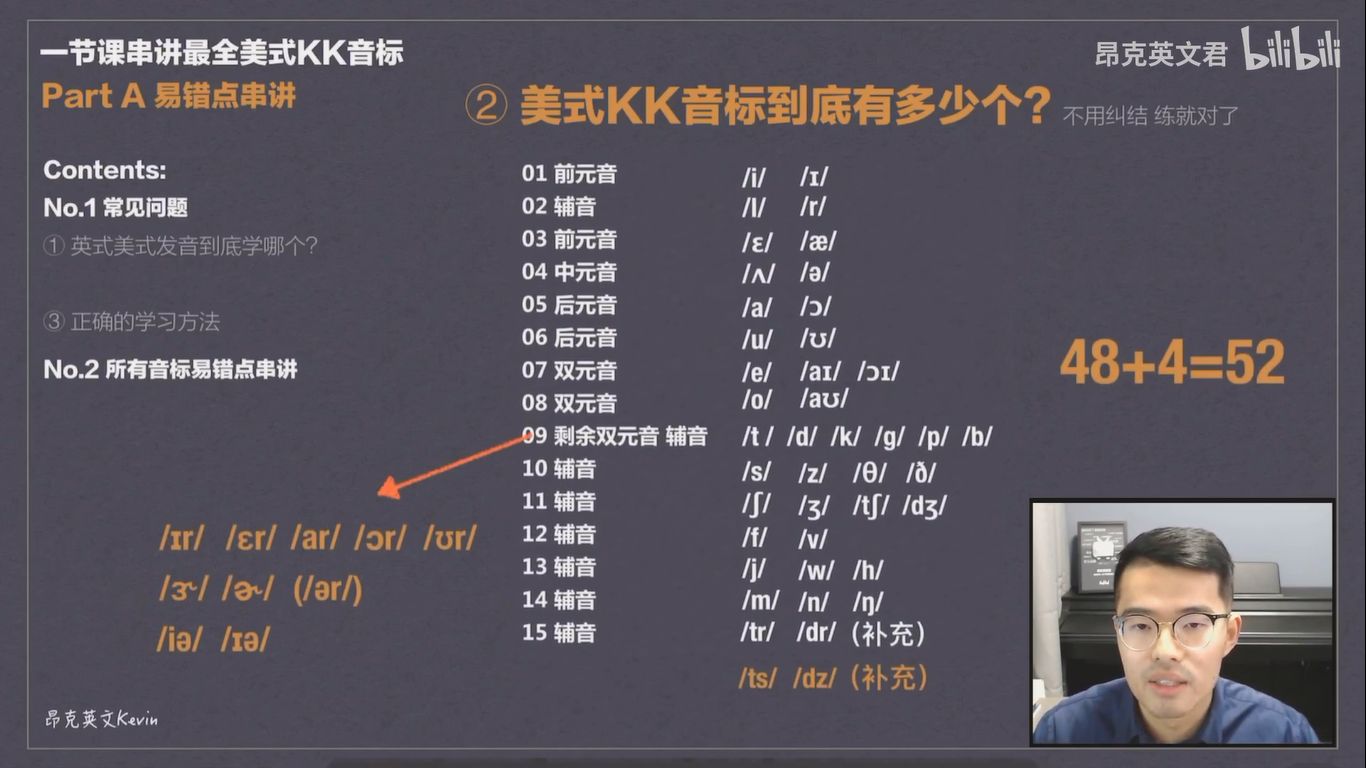 一节课串讲最全美式KK音标
Part A 易错点串讲
昂克英文君 bilibili
② 美式KK音标到底有多少个？ 不用纠结 练就对了
Contents:
No.1 常见问题
① 英式美式发音到底学哪个？
③ 正确的学习方法
No.2 所有音标易错点串讲
01 前元音 /i/ /ɪ/
02 辅音 /l/ /r/
03 前元音 /ɛ/ /æ/
04 中元音 /ʌ/ /ə/
05 后元音 /a/ /ɔ/
06 后元音 /u/ /ʊ/
07 双元音 /e/ /aɪ/ /ɔɪ/
08 双元音 /o/ /aʊ/
09 剩余双元音 辅音 /t / /d/ /k/ /g/ /p/ /b/
10 辅音 /s/ /z/ /θ/ /ð/
11 辅音 /ʃ/ /ʒ/ /tʃ/ /dʒ/
12 辅音 /f/ /v/
13 辅音 /j/ /w/ /h/
14 辅音 /m/ /n/ /ŋ/
15 辅音 /tr/ /dr/（补充）
/ts/ /dz/（补充）
48+4=52
/ɪr/ /ɛr/ /ar/ /ɔr/ /ʊr/
/ɝ/ /ɚ/ (/ər/)
/iə/ /ɪə/
昂克英文Kevin